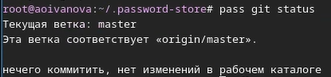 root@aoivanova:~/.password-store# pass git status
Текущая ветка: master
Эта ветка соответствует «origin/master».
нечего коммитить, нет изменений в рабочем каталоге